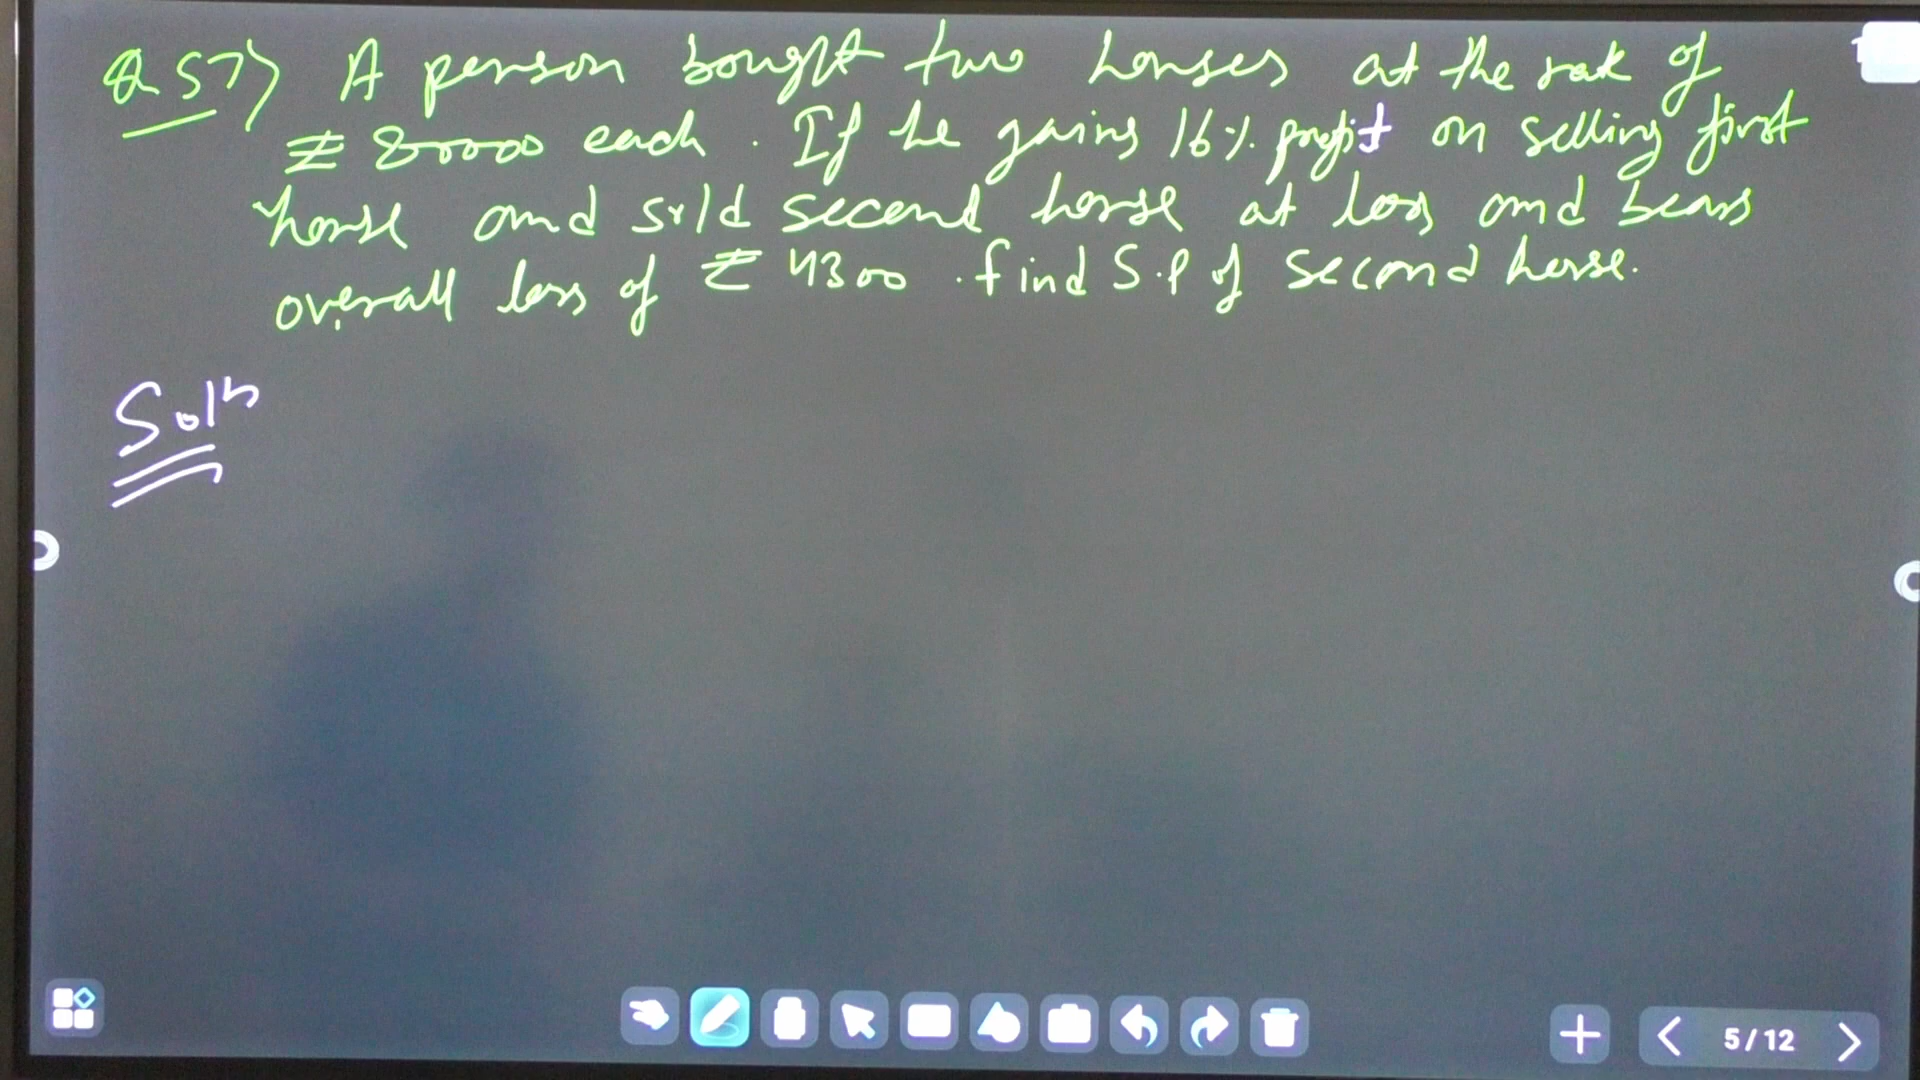 Q 57) A person bought two horses at the rate of
₹ 80000 each. If he gains 16% profit on selling first
horse and sold second horse at loss and bears
overall loss of ₹ 4300. find S.P of second horse.
Soln
5/12